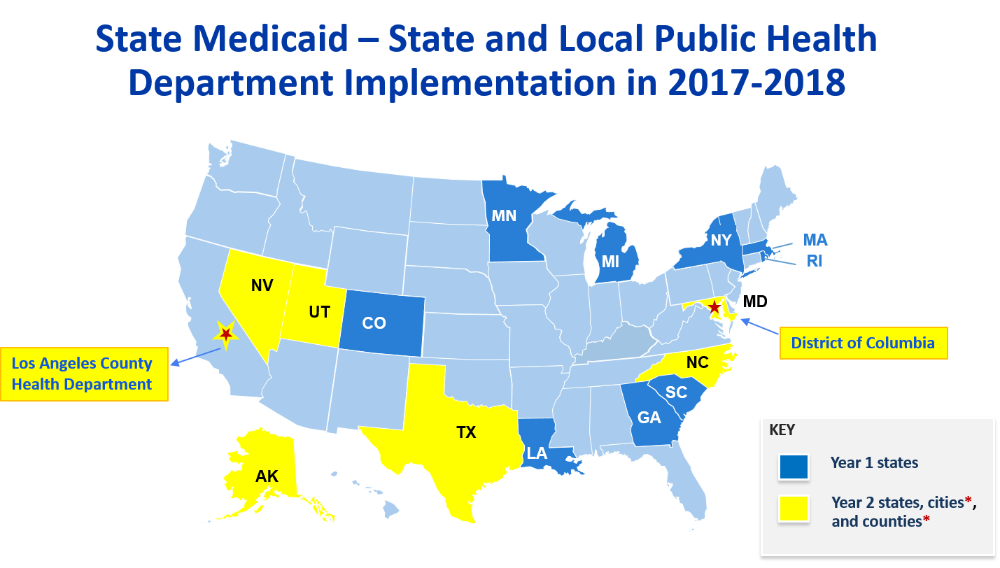 State Medicaid – State and Local Public Health
Department Implementation in 2017-2018
MN
NY
MA
MI
RI
NV
MD
UT
CO
District of Columbia
Los Angeles County
Health Department
NC
SC
GA
TX
LA
AK
KEY
Year 1 states
Year 2 states, cities*,
and counties*